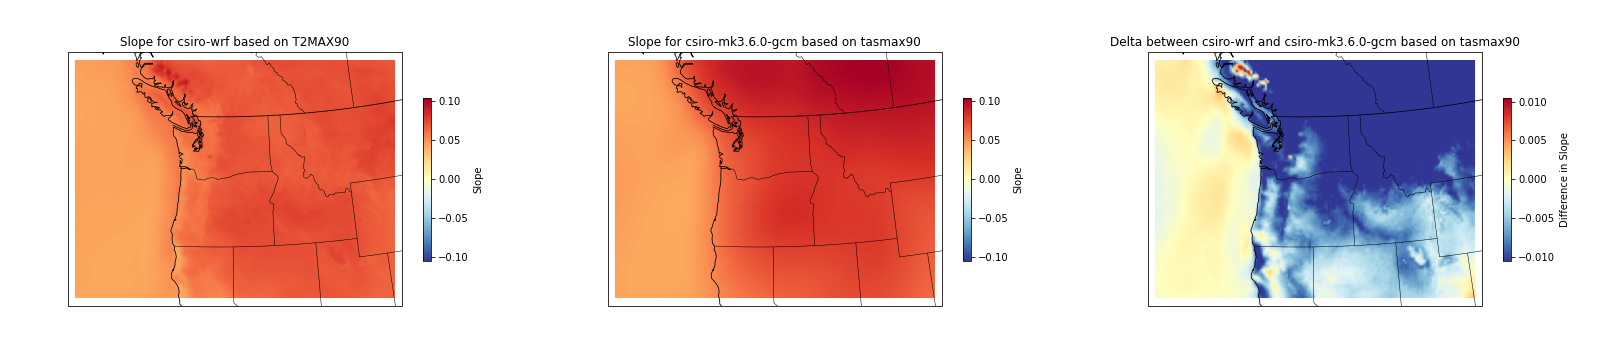 Slope for csiro-wrf based on T2MAX90
0.10
0.05
0.00
−0.05
−0.10
Slope
Slope for csiro-mk3.6.0-gcm based on tasmax90
0.10
0.05
0.00
−0.05
−0.10
Slope
Delta between csiro-wrf and csiro-mk3.6.0-gcm based on tasmax90
0.010
0.005
0.000
−0.005
−0.010
Difference in Slope